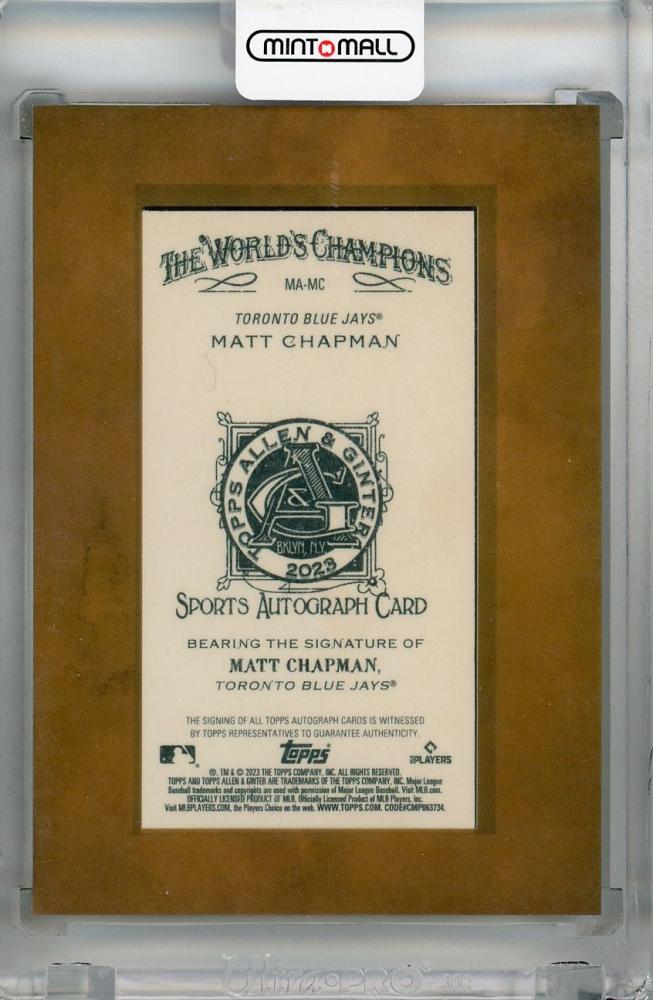 MINT MALL
THE WORLD'S CHAMPIONS
MA-MC
TORONTO BLUE JAYS®
MATT CHAPMAN
TOPPS ALLEN & GINTER
A&G
BKLYN, N.Y.
2023
SPORTS AUTOGRAPH CARD
BEARING THE SIGNATURE OF
MATT CHAPMAN,
TORONTO BLUE JAYS®
THE SIGNING OF ALL TOPPS AUTOGRAPH CARDS IS WITNESSED
BY TOPPS REPRESENTATIVES TO GUARANTEE AUTHENTICITY.
Topps
PLAYERS
®, TM & © 2023 THE TOPPS COMPANY, INC. ALL RIGHTS RESERVED.
TOPPS AND TOPPS ALLEN & GINTER ARE TRADEMARKS OF THE TOPPS COMPANY, INC. Major League
Baseball trademarks and copyrights are used with permission of Major League Baseball. Visit MLB.com.
OFFICIALLY LICENSED PRODUCT OF MLB. Officially Licensed Product of MLB Players, Inc.
Visit MLBPLAYERS.COM, the Players Choice on the web. WWW.TOPPS.COM. CODE#CMP063734.
Ultra PRO